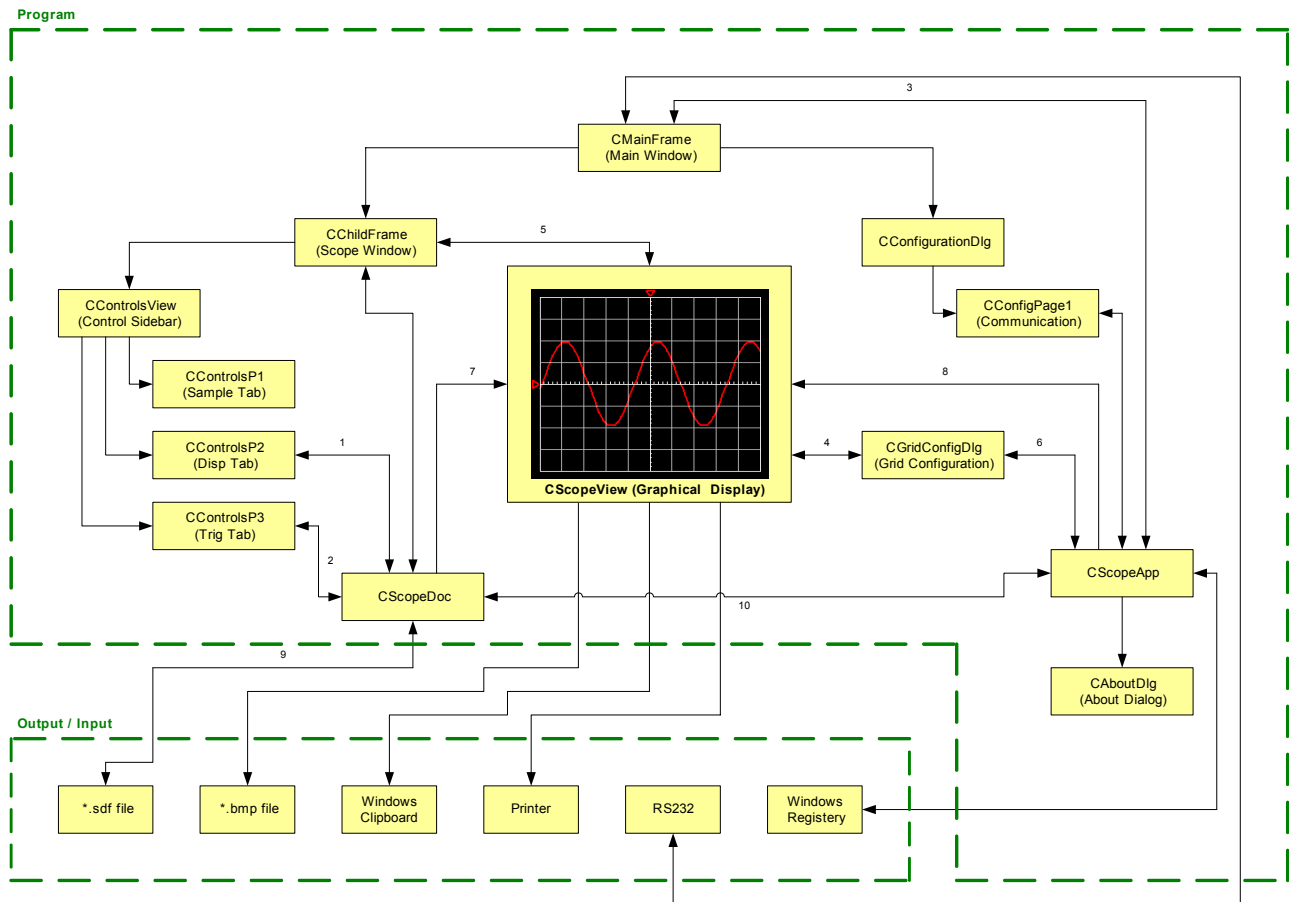 Program
3
CMainFrame
(Main Window)
CChildFrame
(Scope Window)
5
CConfigurationDlg
CControlsView
(Control Sidebar)
CConfigPage1
(Communication)
CControlsP1
(Sample Tab)
7
8
CControlsP2
(Disp Tab)
1
4
CGridConfigDlg
(Grid Configuration)
6
CScopeView (Graphical Display)
CControlsP3
(Trig Tab)
2
CScopeDoc
CScopeApp
10
9
CAboutDlg
(About Dialog)
Output / Input
*.sdf file
*.bmp file
Windows
Clipboard
Printer
RS232
Windows
Registery